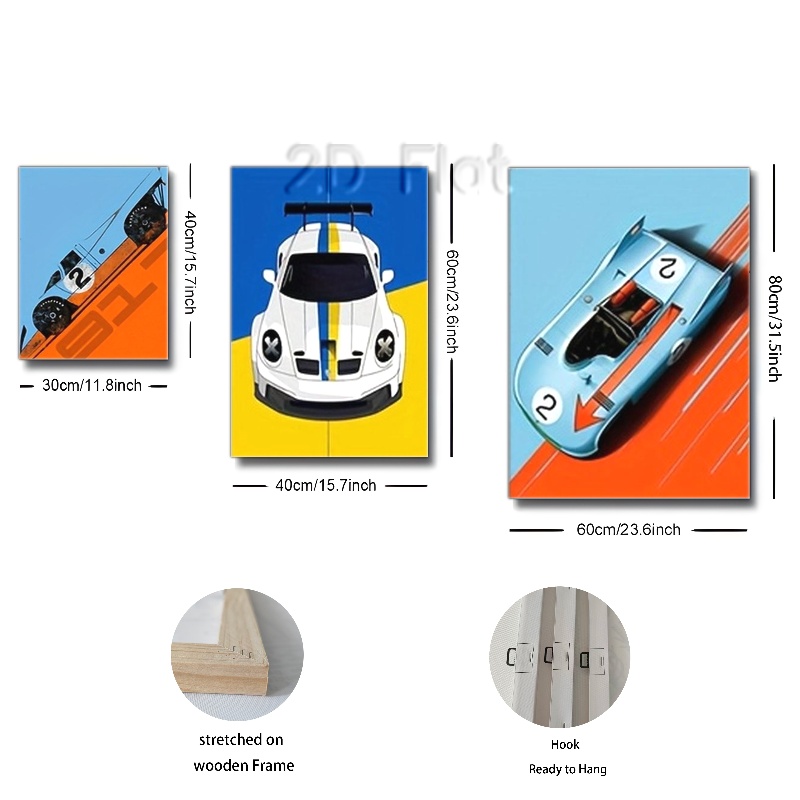 2D Flat
40cm/15.7inch
30cm/11.8inch
60cm/23.6inch
40cm/15.7inch
80cm/31.5inch
60cm/23.6inch
2
2
2
stretched on
wooden Frame
Hook
Ready to Hang